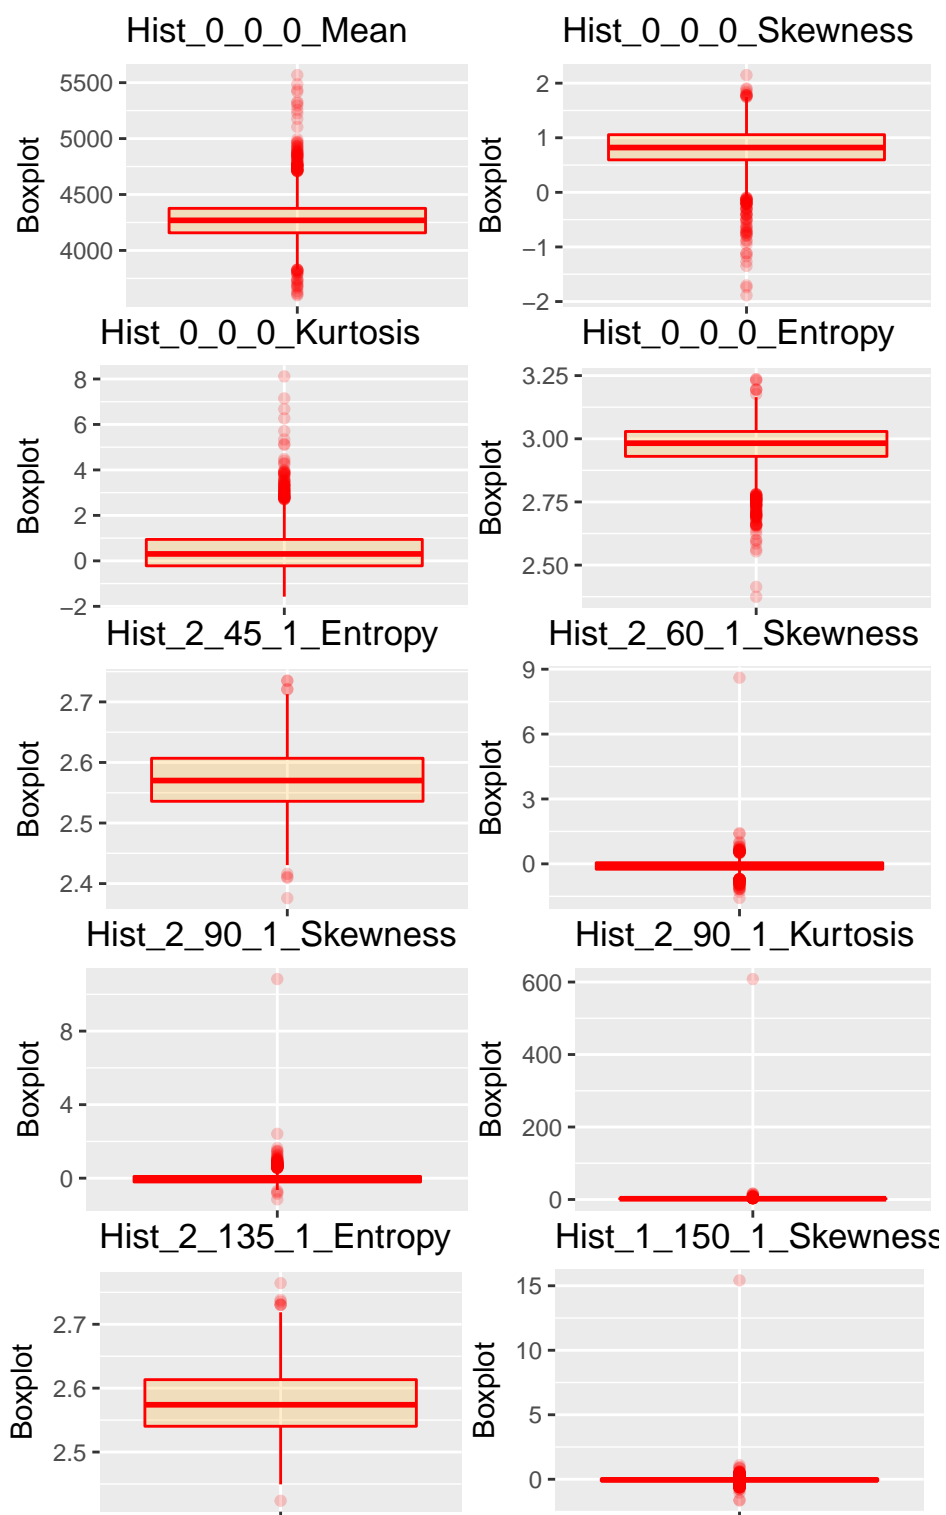 Hist_0_0_0_Mean
Boxplot
5500
5000
4500
4000
Hist_0_0_0_Skewness
Boxplot
2
1
0
−1
−2
Hist_0_0_0_Kurtosis
Boxplot
8
6
4
2
0
−2
Hist_0_0_0_Entropy
Boxplot
3.25
3.00
2.75
2.50
Hist_2_45_1_Entropy
Boxplot
2.7
2.6
2.5
2.4
Hist_2_60_1_Skewness
Boxplot
9
6
3
0
Hist_2_90_1_Skewness
Boxplot
8
4
0
Hist_2_90_1_Kurtosis
Boxplot
600
400
200
0
Hist_2_135_1_Entropy
Boxplot
2.7
2.6
2.5
Hist_1_150_1_Skewness
Boxplot
15
10
5
0